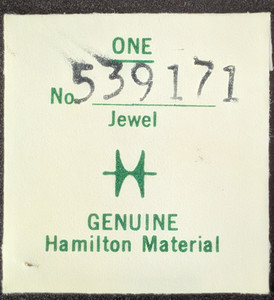 ONE
No. 539171
Jewel
H
GENUINE
Hamilton Material